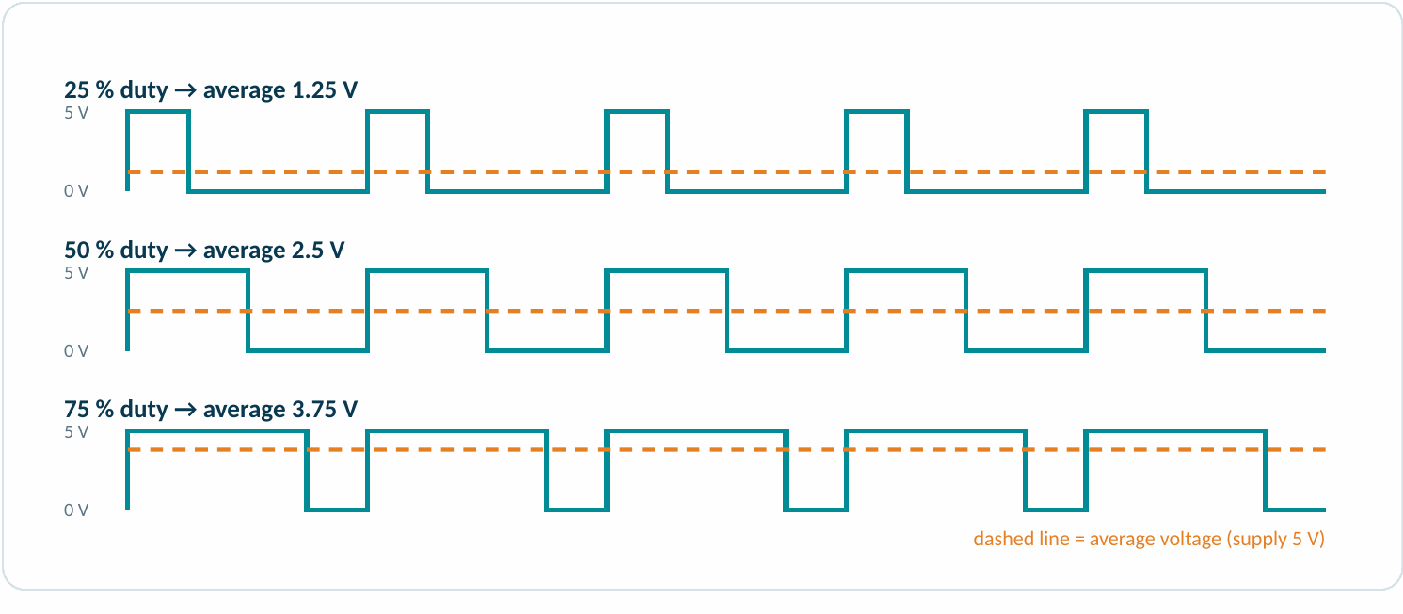 25 % duty → average 1.25 V
5 V
0 V
50 % duty → average 2.5 V
5 V
0 V
75 % duty → average 3.75 V
5 V
0 V
dashed line = average voltage (supply 5 V)